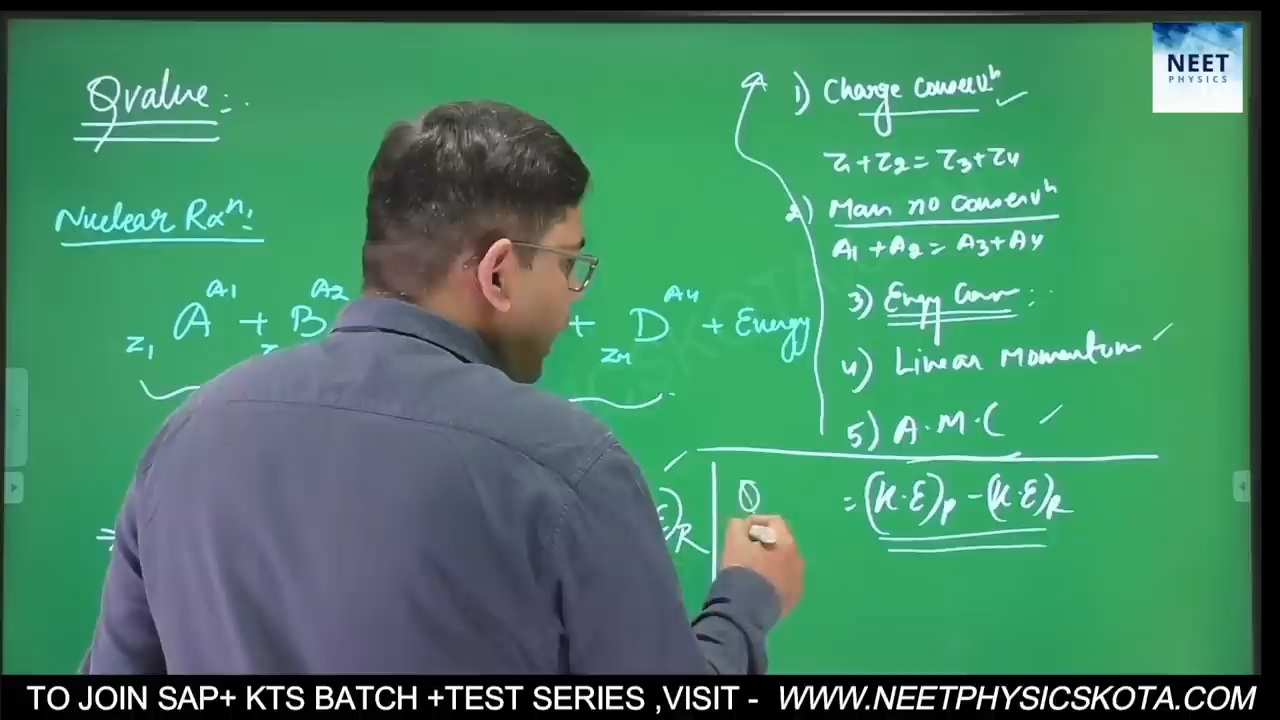 Qvalue:.
Nuclear Rxn:
Z1 A A1 + B A2 + Z4 D A4 + Energy
1) Charge conservn
Z1+Z2=Z3+Z4
2) Mass no conservn
A1+A2=A3+A4
3) Engy Conn:.
4) Linear Momentum
5) A.M.C
R
Q = (K.E)P - (K.E)R
NEET
PHYSICS
TO JOIN SAP+ KTS BATCH +TEST SERIES ,VISIT - WWW.NEETPHYSICSKOTA.COM